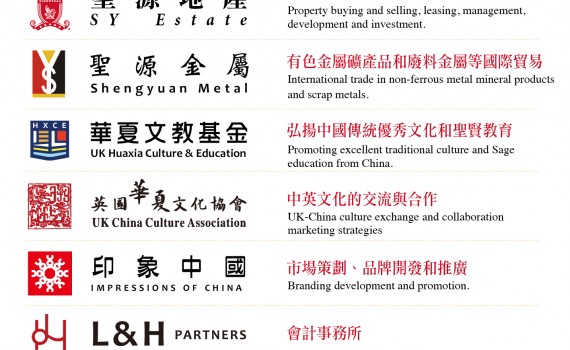 聖源地產
SY Estate
Property buying and selling, leasing, management,
development and investment.
YS
聖源金屬
Shengyuan Metal
有色金屬礦產品和廢料金屬等國際貿易
International trade in non-ferrous metal mineral products
and scrap metals.
HXCE
華夏文教基金
UK Huaxia Culture & Education
弘揚中國傳統優秀文化和聖賢教育
Promoting excellent traditional culture and Sage
education from China.
英國華夏文化協會
UK China Culture Association
中英文化的交流與合作
UK-China culture exchange and collaboration
marketing strategies
印象中國
IMPRESSIONS OF CHINA
市場策劃、品牌開發和推廣
Branding development and promotion.
L&H PARTNERS
會計事務所